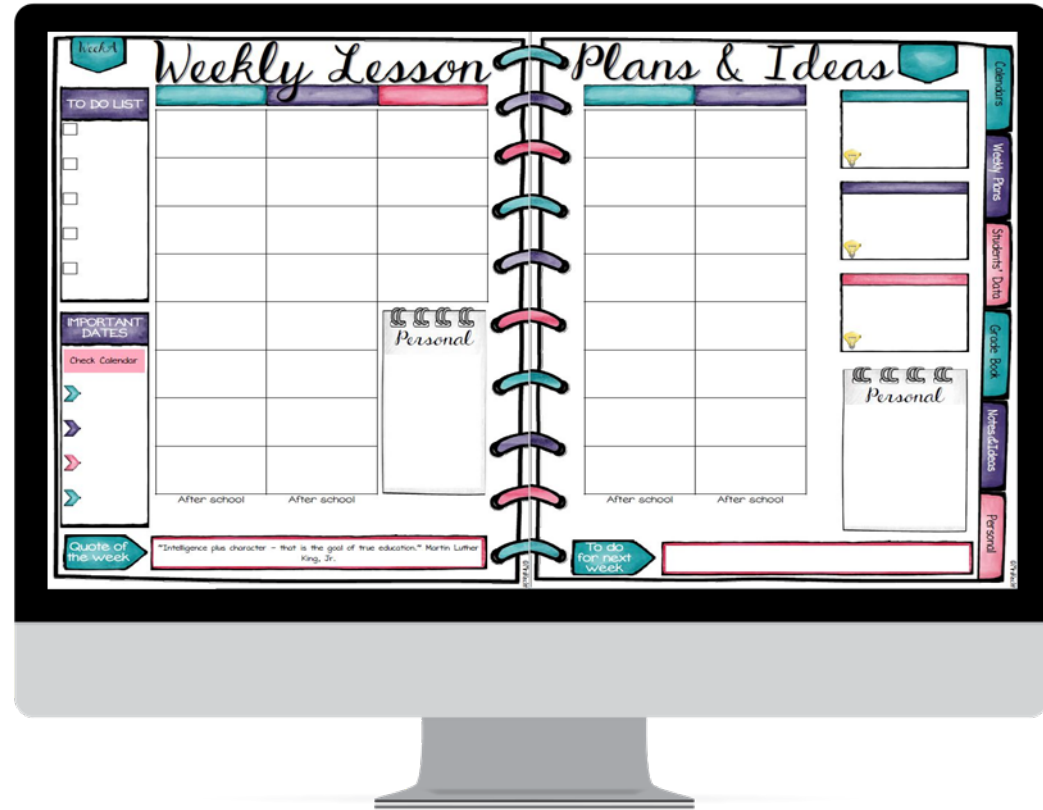 Week A
Weekly Lesson Plans & Ideas
TO DO LIST
IMPORTANT
DATES
Check Calendar
Personal
After school
After school
Quote of
the week
"Intelligence plus character – that is the goal of true education." Martin Luther
King, Jr.
After school
After school
Personal
To do
for next
week
Calendars
Weekly Plans
Students' Data
Grade Book
Notes&Ideas
Personal